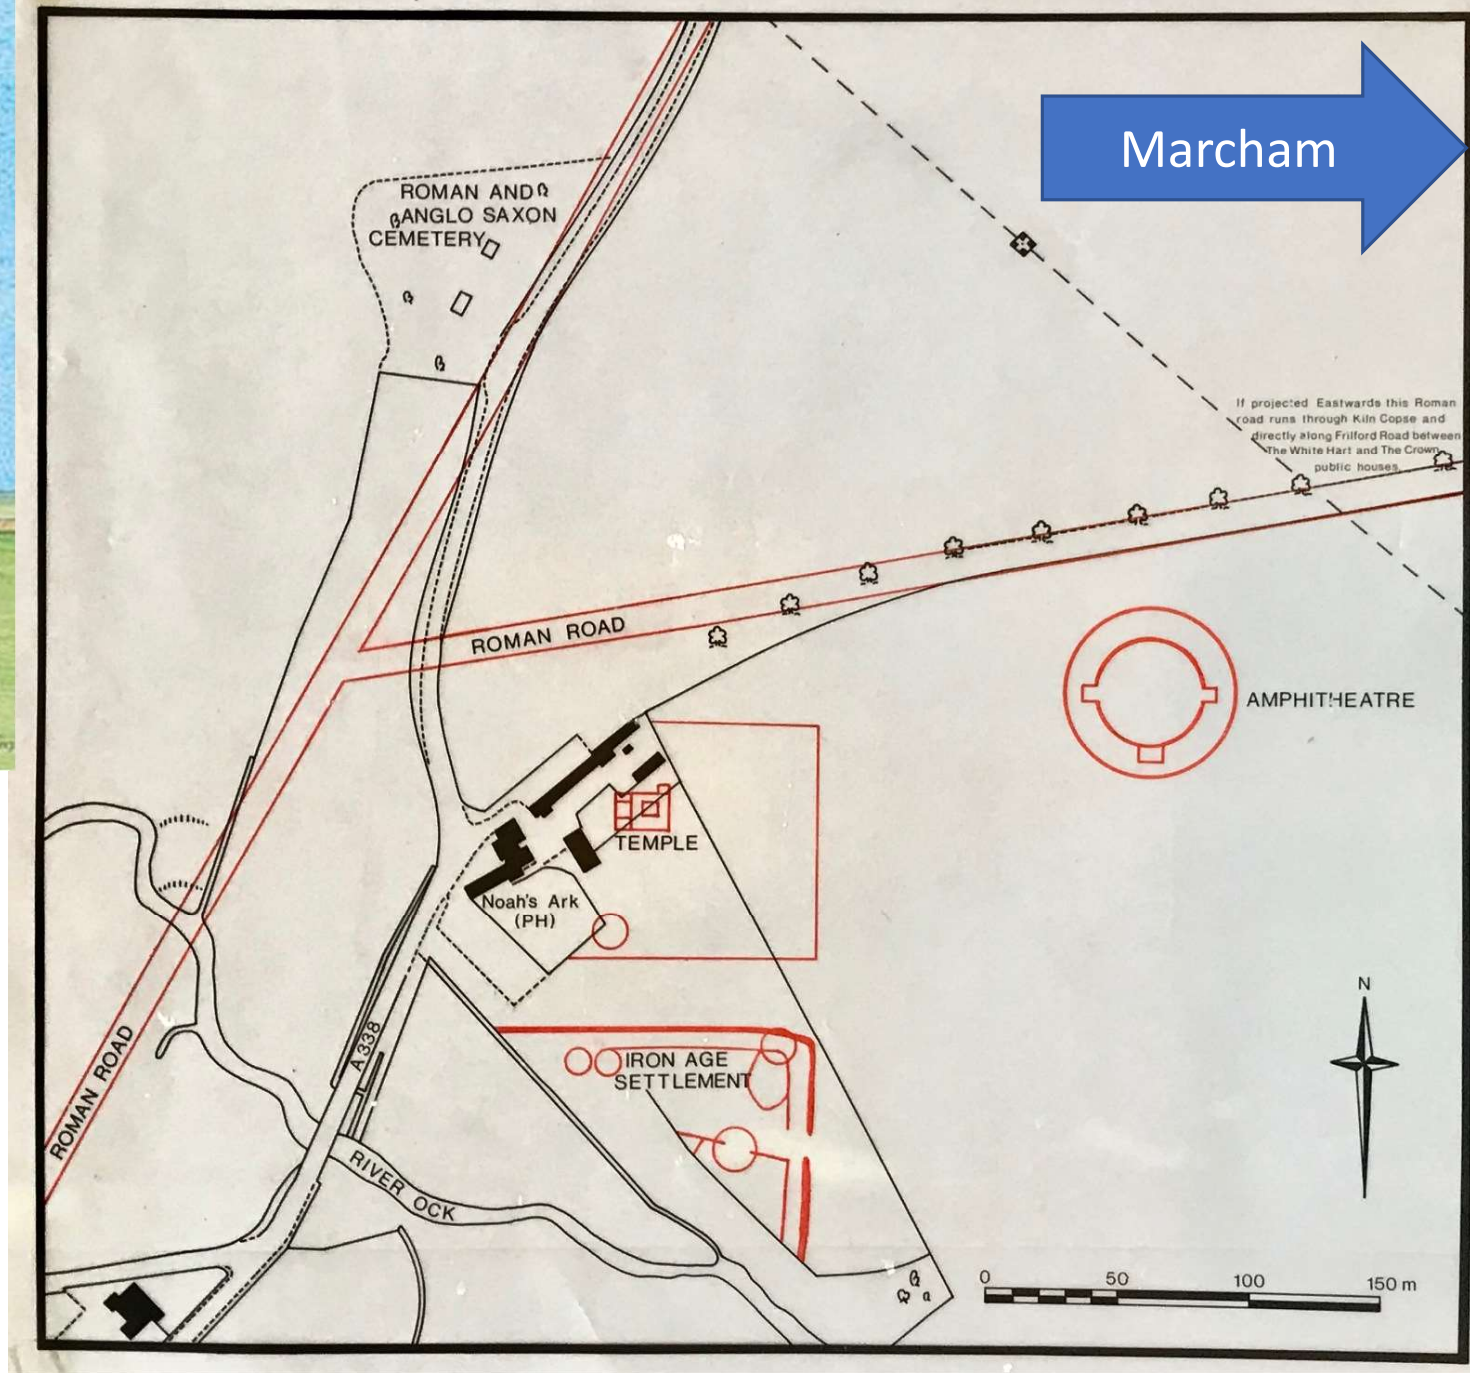 Marcham
ROMAN AND
ANGLO SAXON
CEMETERY
If projected Eastwards this Roman
road runs through Kiln Copse and
directly along Frilford Road between
The White Hart and The Crown
public houses.
ROMAN ROAD
AMPHITHEATRE
TEMPLE
Noah's Ark
(PH)
N
A 338
IRON AGE
SETTLEMENT
ROMAN ROAD
RIVER OCK
0 50 100 150 m